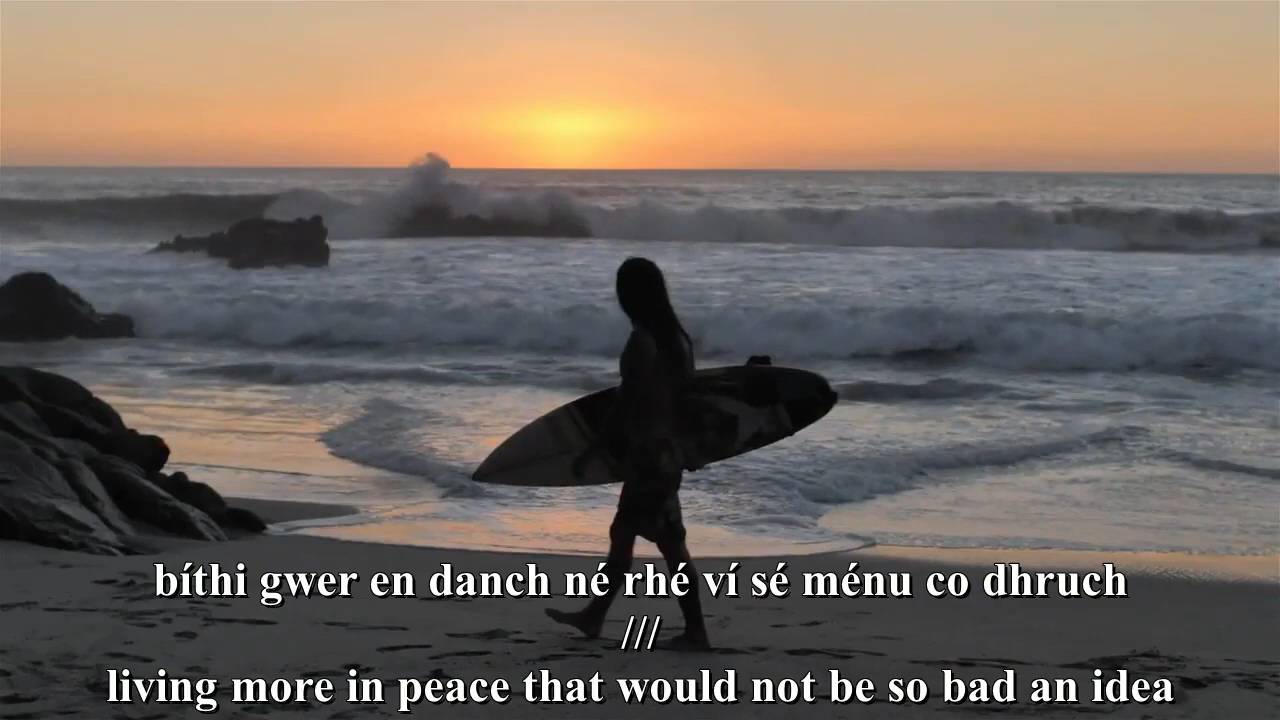 bíthi gwer en danch né rhé ví sé ménu co dhruch
///
living more in peace that would not be so bad an idea